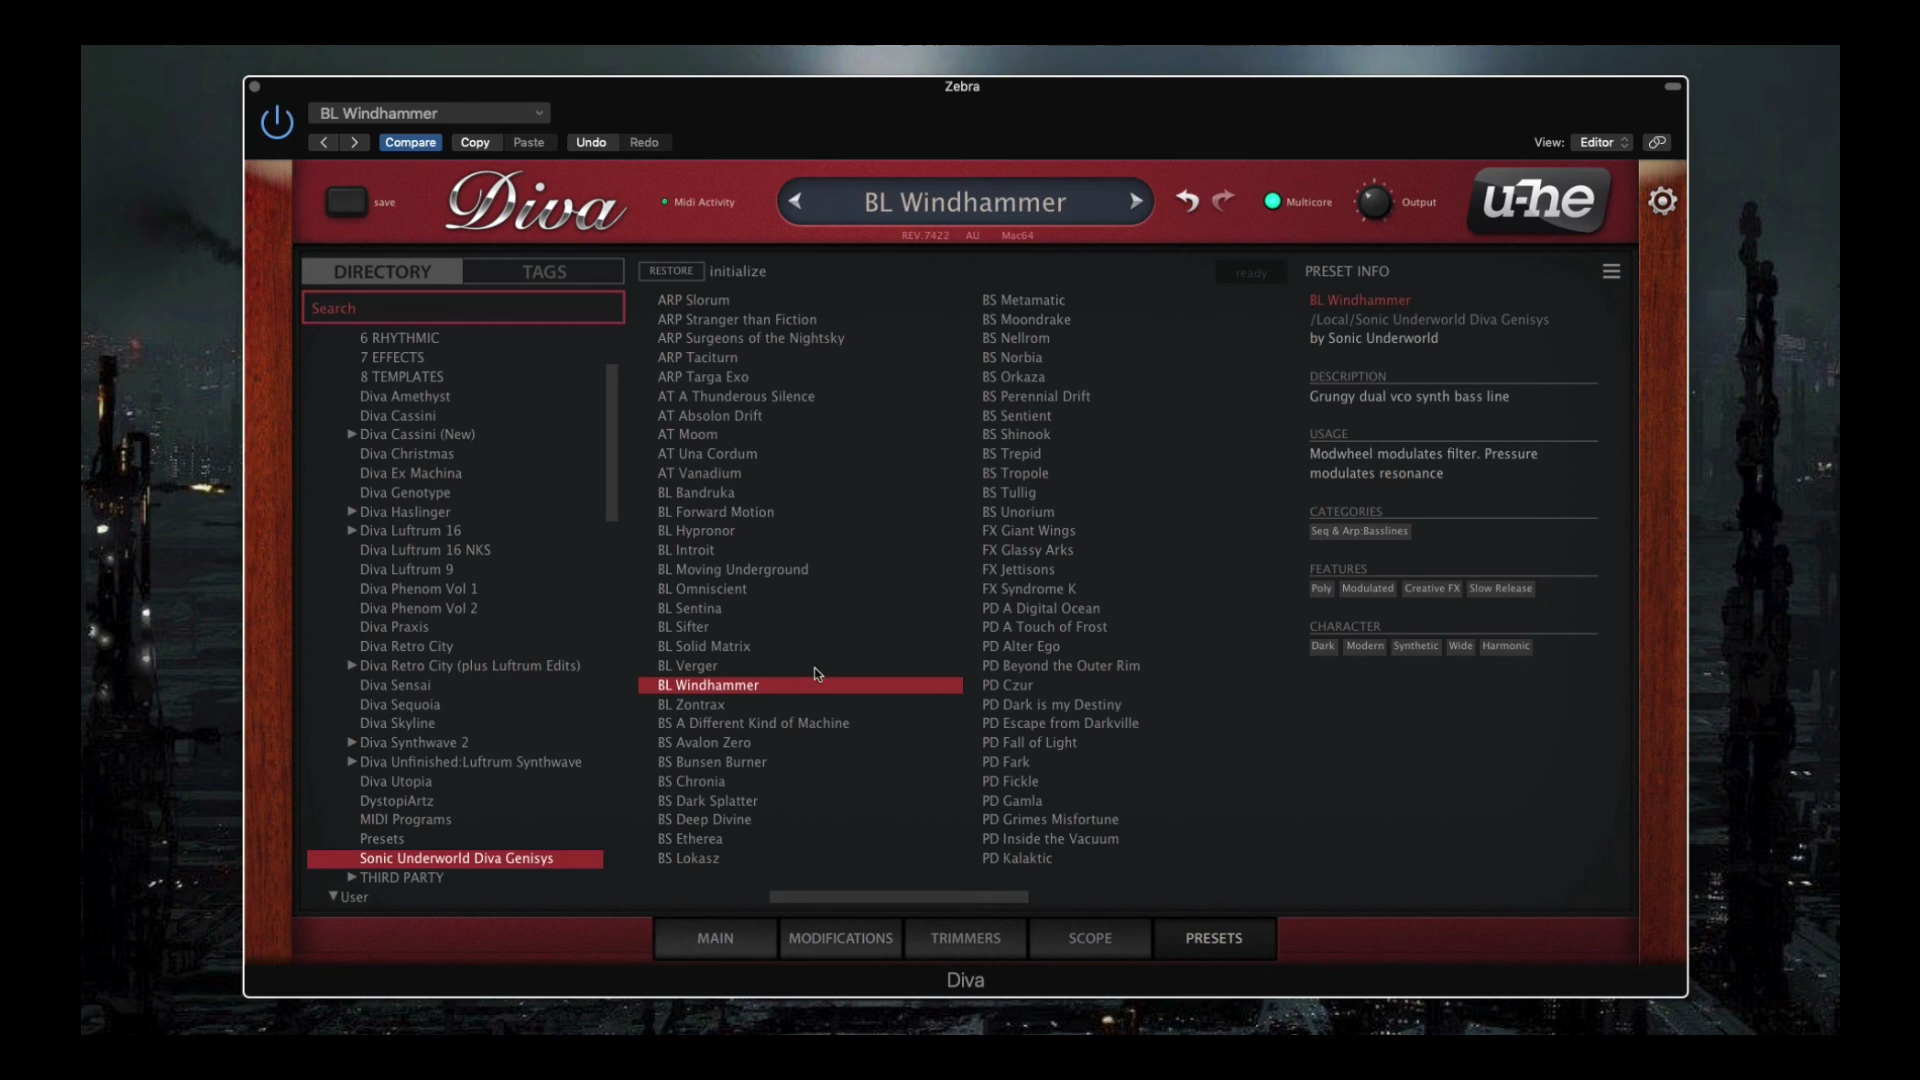 Zebra
BL Windhammer
Compare
Copy
Paste
Undo
Redo
View:
Editor
save
Diva
Midi Activity
BL Windhammer
REV.7422 AU Mac64
Multicore
Output
u-he
DIRECTORY
TAGS
Search
6 RHYTHMIC
7 EFFECTS
8 TEMPLATES
Diva Amethyst
Diva Cassini
Diva Cassini (New)
Diva Christmas
Diva Ex Machina
Diva Genotype
Diva Haslinger
Diva Luftrum 16
Diva Luftrum 16 NKS
Diva Luftrum 9
Diva Phenom Vol 1
Diva Phenom Vol 2
Diva Praxis
Diva Retro City
Diva Retro City (plus Luftrum Edits)
Diva Sensai
Diva Sequoia
Diva Skyline
Diva Synthwave 2
Diva Unfinished:Luftrum Synthwave
Diva Utopia
DystopiArtz
MIDI Programs
Presets
Sonic Underworld Diva Genisys
THIRD PARTY
User
RESTORE
initialize
ready
ARP Slorum
ARP Stranger than Fiction
ARP Surgeons of the Nightsky
ARP Taciturn
ARP Targa Exo
AT A Thunderous Silence
AT Absolon Drift
AT Moom
AT Una Cordum
AT Vanadium
BL Bandruka
BL Forward Motion
BL Hypronor
BL Introit
BL Moving Underground
BL Omniscient
BL Sentina
BL Sifter
BL Solid Matrix
BL Verger
BL Windhammer
BL Zontrax
BS A Different Kind of Machine
BS Avalon Zero
BS Bunsen Burner
BS Chronia
BS Dark Splatter
BS Deep Divine
BS Etherea
BS Lokasz
BS Metamatic
BS Moondrake
BS Nellrom
BS Norbia
BS Orkaza
BS Perennial Drift
BS Sentient
BS Shinook
BS Trepid
BS Tropole
BS Tullig
BS Unorium
FX Giant Wings
FX Glassy Arks
FX Jettisons
FX Syndrome K
PD A Digital Ocean
PD A Touch of Frost
PD Alter Ego
PD Beyond the Outer Rim
PD Czur
PD Dark is my Destiny
PD Escape from Darkville
PD Fall of Light
PD Fark
PD Fickle
PD Gamla
PD Grimes Misfortune
PD Inside the Vacuum
PD Kalaktic
PRESET INFO
BL Windhammer
/Local/Sonic Underworld Diva Genisys
by Sonic Underworld
DESCRIPTION
Grungy dual vco synth bass line
USAGE
Modwheel modulates filter. Pressure
modulates resonance
CATEGORIES
Seq & Arp:Basslines
FEATURES
Poly Modulated Creative FX Slow Release
CHARACTER
Dark Modern Synthetic Wide Harmonic
MAIN
MODIFICATIONS
TRIMMERS
SCOPE
PRESETS
Diva